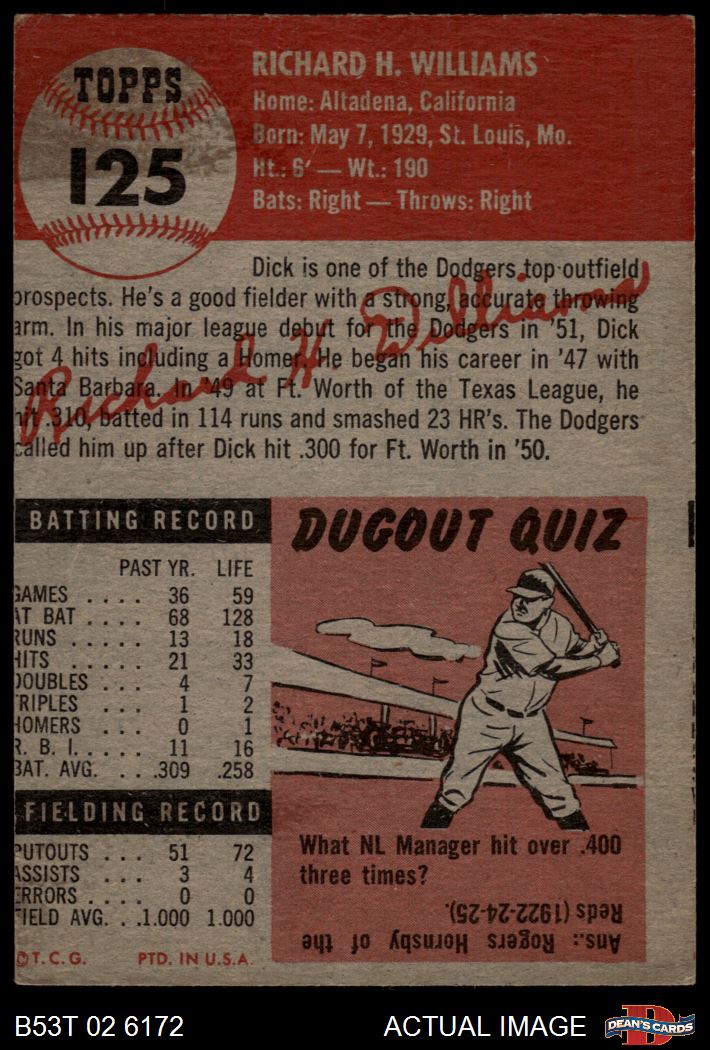 TOPPS
125
RICHARD H. WILLIAMS
Home: Altadena, California
Born: May 7, 1929, St. Louis, Mo.
Ht.: 6' — Wt.: 190
Bats: Right — Throws: Right
Dick is one of the Dodgers top outfield
prospects. He's a good fielder with a strong, accurate throwing
arm. In his major league debut for the Dodgers in '51, Dick
got 4 hits including a Homer. He began his career in '47 with
Santa Barbara. In '49 at Ft. Worth of the Texas League, he
hit .310, batted in 114 runs and smashed 23 HR's. The Dodgers
called him up after Dick hit .300 for Ft. Worth in '50.
Richard H. Williams
BATTING RECORD
PAST YR. LIFE
GAMES .... 36 59
AT BAT .... 68 128
RUNS ..... 13 18
HITS ..... 21 33
DOUBLES ... 4 7
TRIPLES ... 1 2
HOMERS ... 0 1
R. B. I. .... 11 16
BAT. AVG. . . .309 .258
FIELDING RECORD
PUTOUTS ... 51 72
ASSISTS ... 3 4
ERRORS .... 0 0
FIELD AVG. . .1.000 1.000
©T. C. G. PTD. IN U.S.A.
DUGOUT QUIZ
What NL Manager hit over .400
three times?
Ans.: Rogers Hornsby of the
Reds (1922-24-25).
B53T 02 6172
ACTUAL IMAGE
D
DEAN'S CARDS